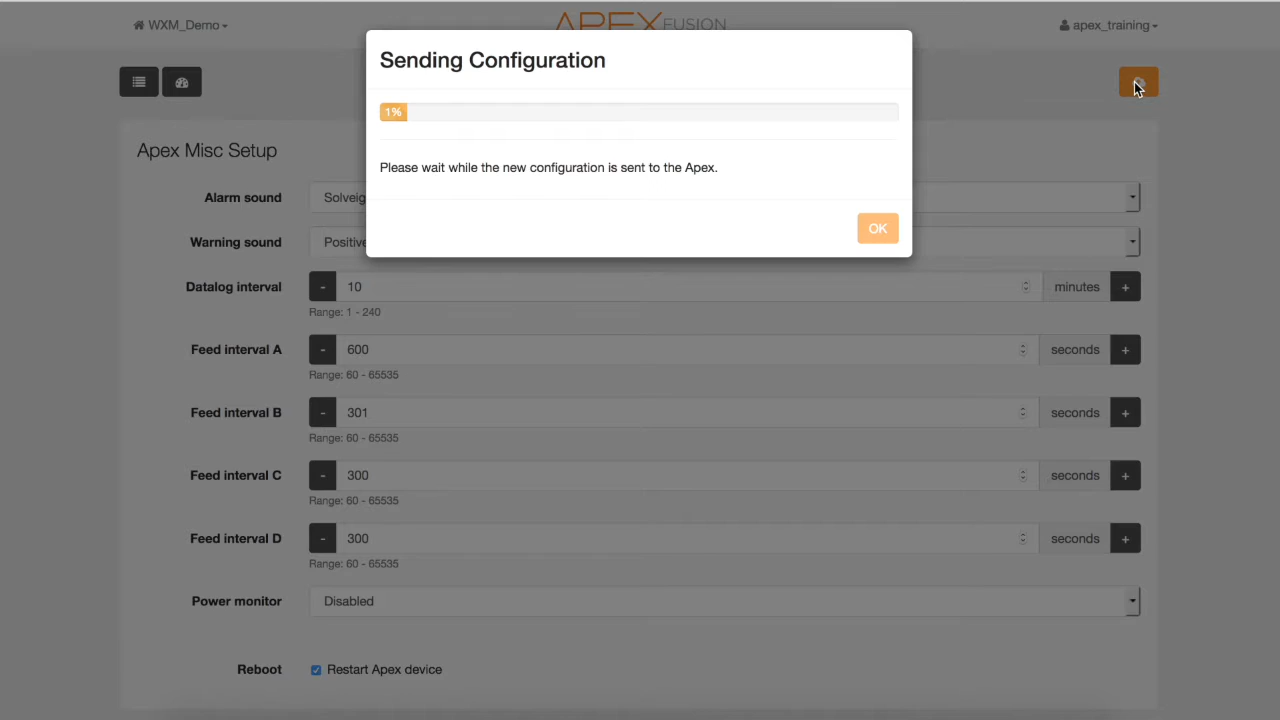 WXM_Demo
APEX FUSION
apex_training
Sending Configuration
1%
Please wait while the new configuration is sent to the Apex.
OK
Apex Misc Setup
Alarm sound Solveig
Warning sound Positive
Datalog interval - 10 minutes +
Range: 1 - 240
Feed interval A - 600 seconds +
Range: 60 - 65535
Feed interval B - 301 seconds +
Range: 60 - 65535
Feed interval C - 300 seconds +
Range: 60 - 65535
Feed interval D - 300 seconds +
Range: 60 - 65535
Power monitor Disabled
Reboot Restart Apex device